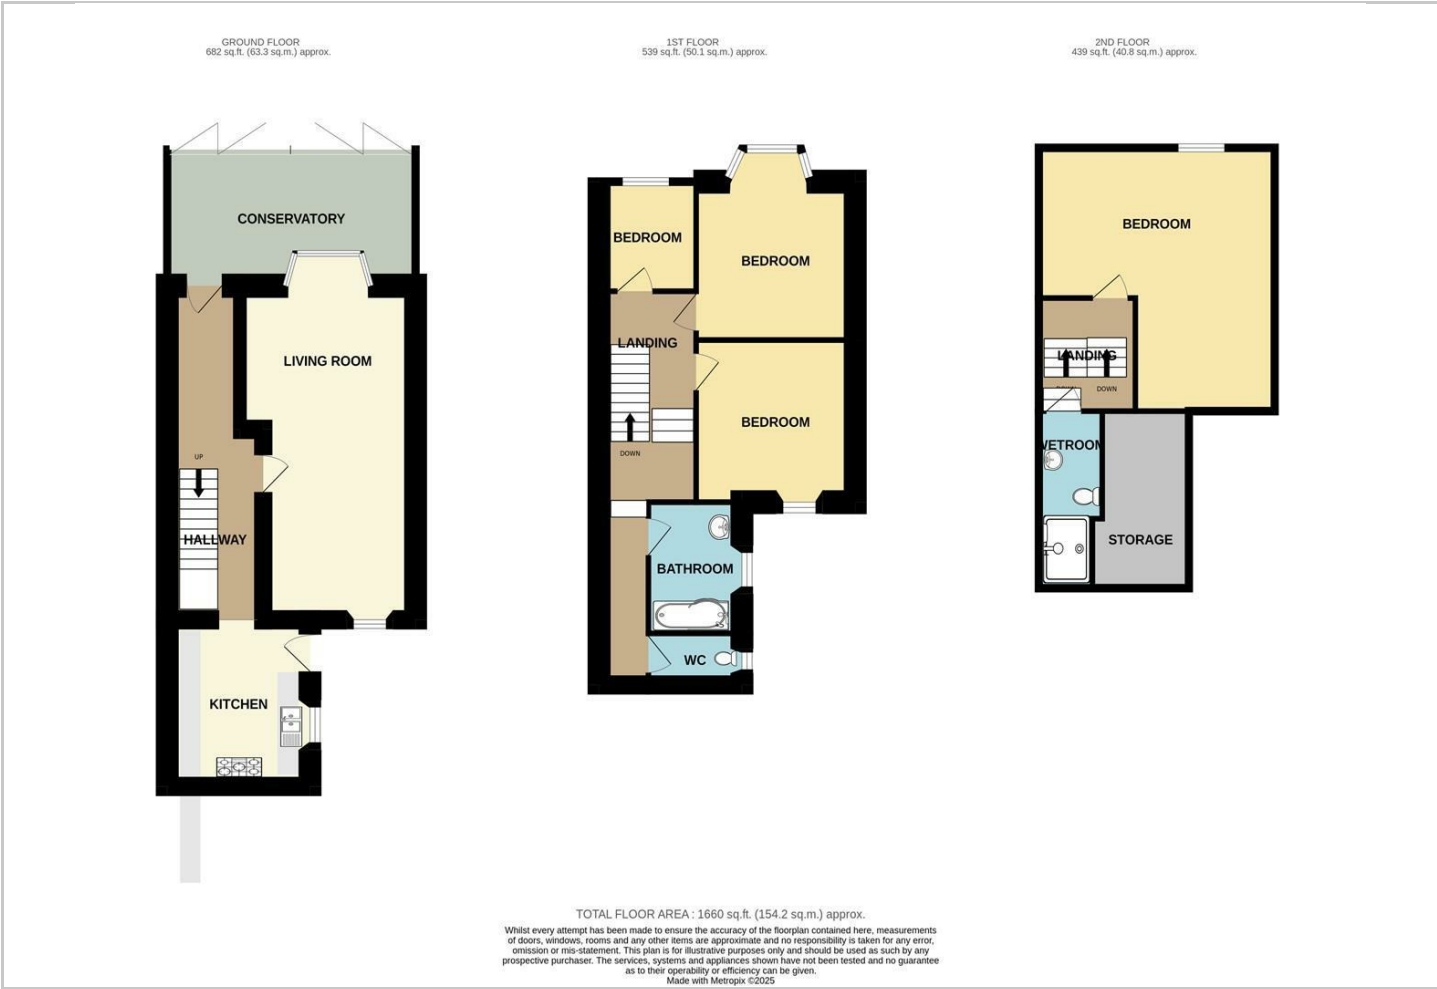 GROUND FLOOR
682 sq.ft. (63.3 sq.m.) approx.
CONSERVATORY
LIVING ROOM
UP
HALLWAY
KITCHEN
1ST FLOOR
539 sq.ft. (50.1 sq.m.) approx.
BEDROOM
BEDROOM
LANDING
BEDROOM
DOWN
BATHROOM
WC
2ND FLOOR
439 sq.ft. (40.8 sq.m.) approx.
BEDROOM
LANDING
DOWN
DOWN
WETROOM
STORAGE
TOTAL FLOOR AREA : 1660 sq.ft. (154.2 sq.m.) approx.
Whilst every attempt has been made to ensure the accuracy of the floorplan contained here, measurements
of doors, windows, rooms and any other items are approximate and no responsibility is taken for any error,
omission or mis-statement. This plan is for illustrative purposes only and should be used as such by any
prospective purchaser. The services, systems and appliances shown have not been tested and no guarantee
as to their operability or efficiency can be given.
Made with Metropix ©2025